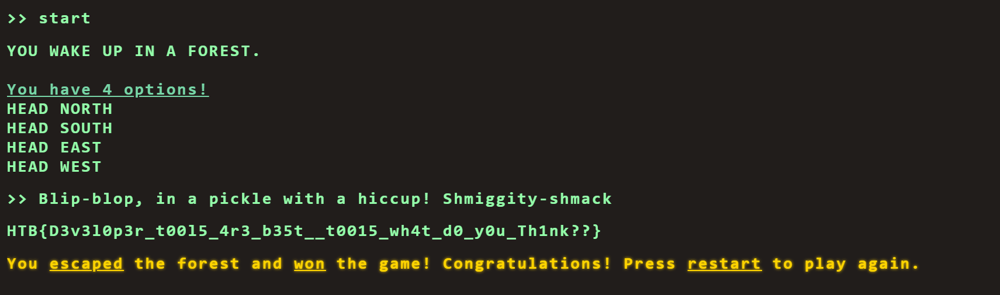 >> start
YOU WAKE UP IN A FOREST.
You have 4 options!
HEAD NORTH
HEAD SOUTH
HEAD EAST
HEAD WEST
>> Blip-blop, in a pickle with a hiccup! Shmiggity-shmack
HTB{D3v3l0p3r_t00l5_4r3_b35t__t0015_wh4t_d0_y0u_Th1nk??}
You escaped the forest and won the game! Congratulations! Press restart to play again.